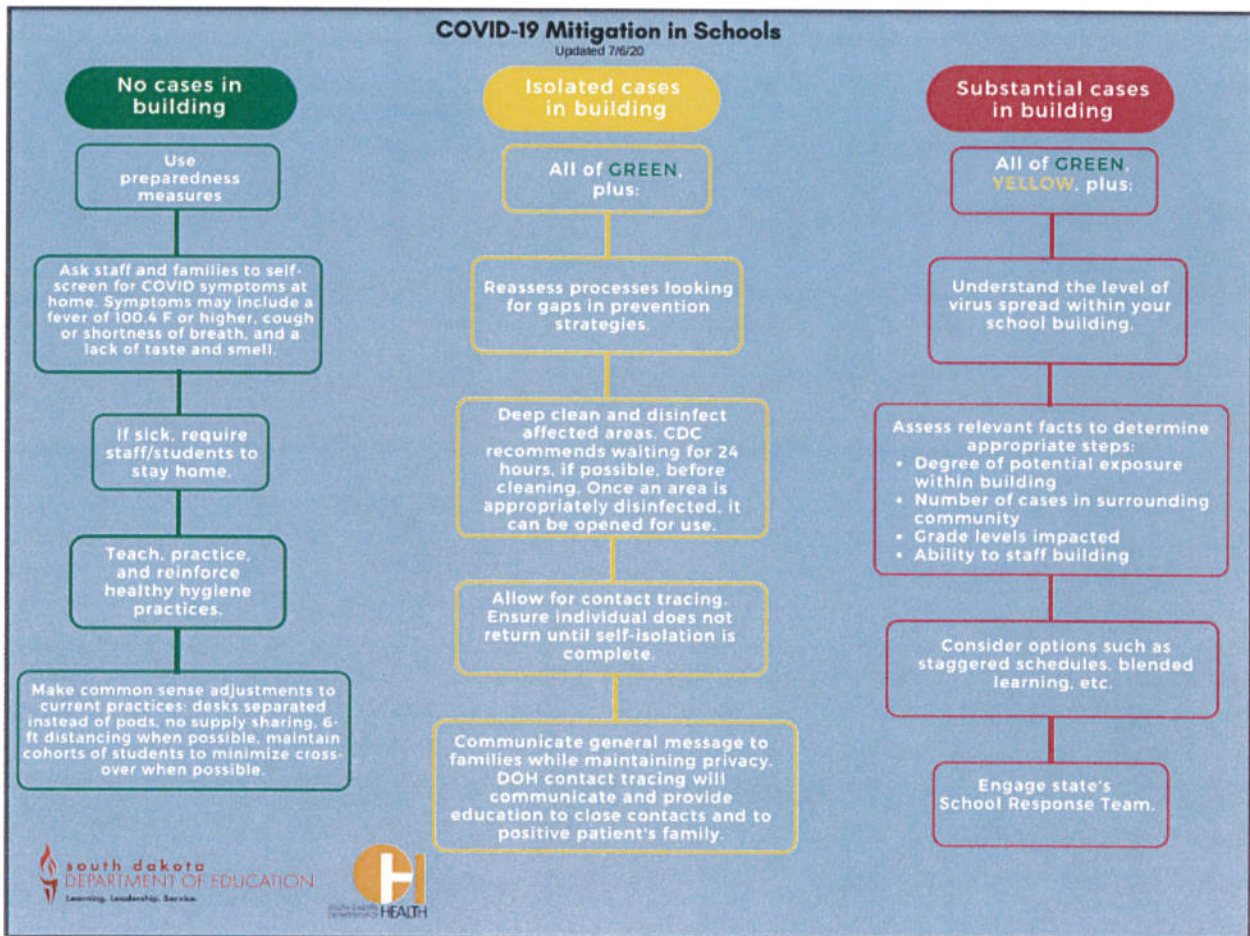 COVID-19 Mitigation in Schools
Updated 7/6/20
No cases in
building
Use
preparedness
measures
Ask staff and families to self-
screen for COVID symptoms at
home. Symptoms may include a
fever of 100.4 F or higher, cough
or shortness of breath, and a
lack of taste and smell.
If sick, require
staff/students to
stay home.
Teach, practice,
and reinforce
healthy hygiene
practices.
Make common sense adjustments to
current practices: desks separated
instead of pods, no supply sharing, 6-
ft distancing when possible, maintain
cohorts of students to minimize cross-
over when possible.
Isolated cases
in building
All of GREEN,
plus:
Reassess processes looking
for gaps in prevention
strategies.
Deep clean and disinfect
affected areas. CDC
recommends waiting for 24
hours, if possible, before
cleaning. Once an area is
appropriately disinfected, it
can be opened for use.
Allow for contact tracing.
Ensure individual does not
return until self-isolation is
complete.
Communicate general message to
families while maintaining privacy.
DOH contact tracing will
communicate and provide
education to close contacts and to
positive patient's family.
Substantial cases
in building
All of GREEN,
YELLOW, plus:
Understand the level of
virus spread within your
school building.
Assess relevant facts to determine
appropriate steps:
• Degree of potential exposure
within building
• Number of cases in surrounding
community
• Grade levels impacted
• Ability to staff building
Consider options such as
staggered schedules, blended
learning, etc.
Engage state's
School Response Team.
south dakota
DEPARTMENT OF EDUCATION
Learning. Leadership. Service.
SOUTH DAKOTA
DEPARTMENT OF HEALTH